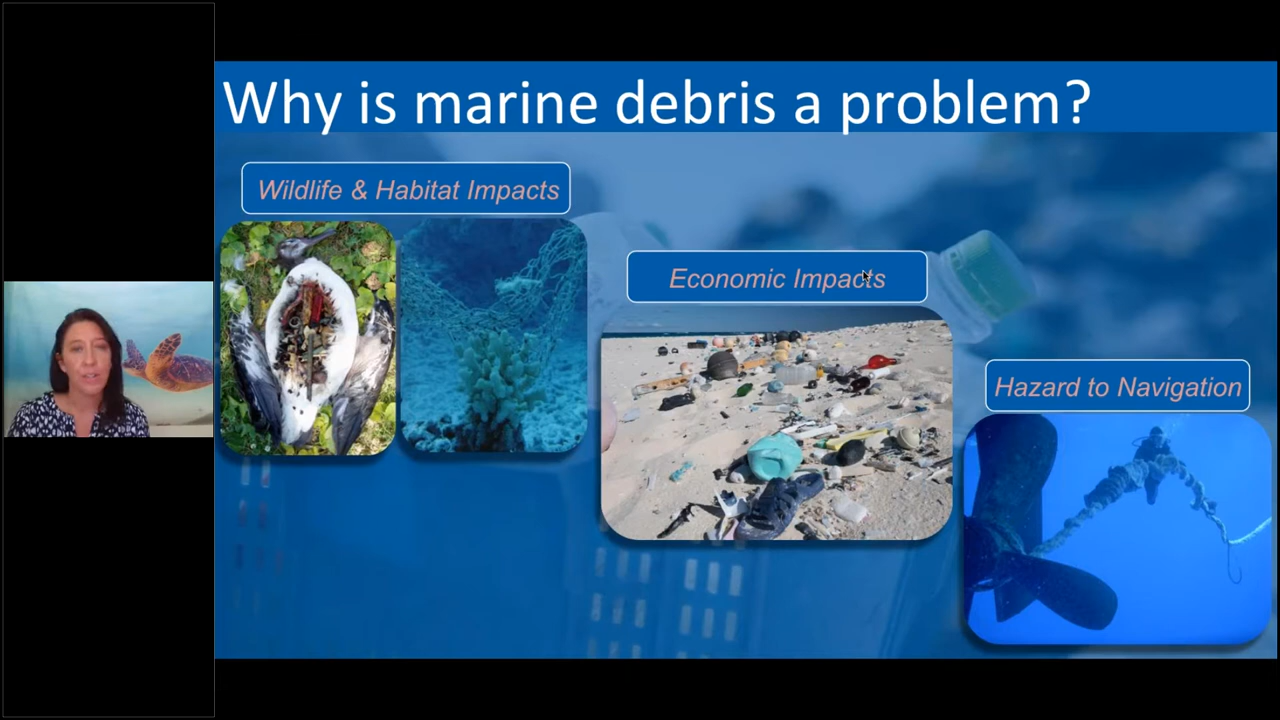 Why is marine debris a problem?
Wildlife & Habitat Impacts
Economic Impacts
Hazard to Navigation